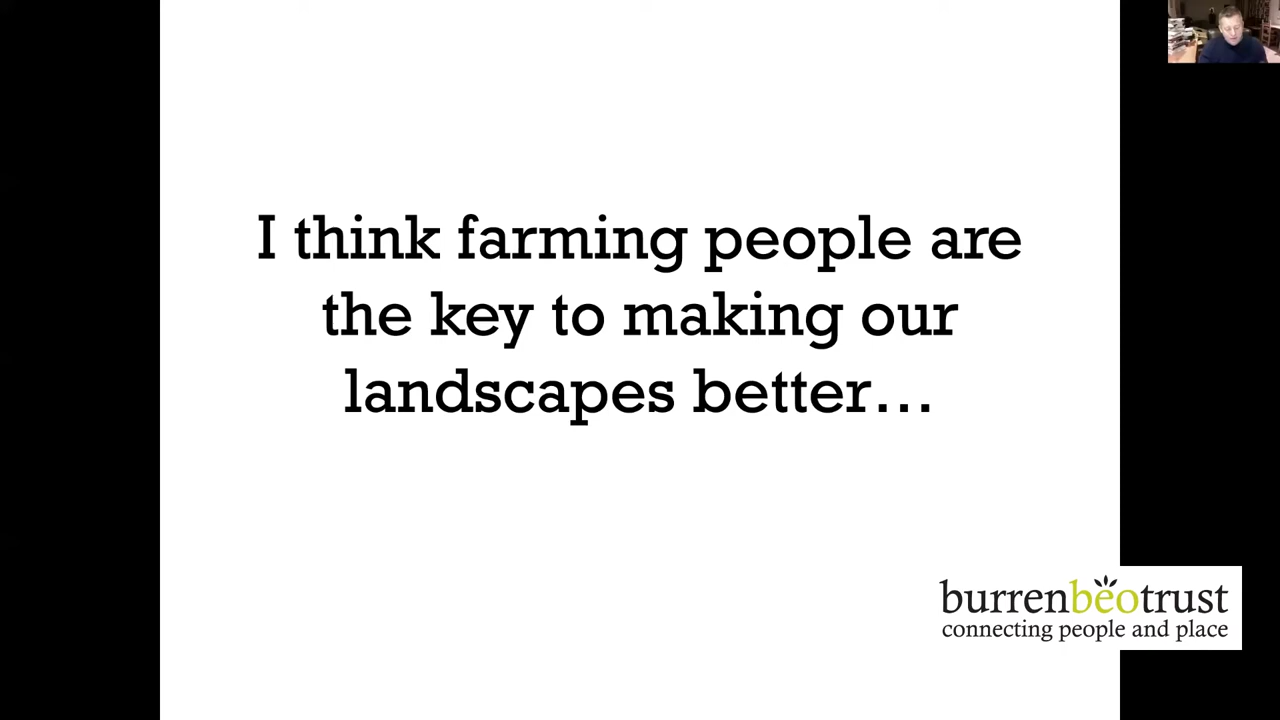 I think farming people are
the key to making our
landscapes better…
burrenbeotrust
connecting people and place